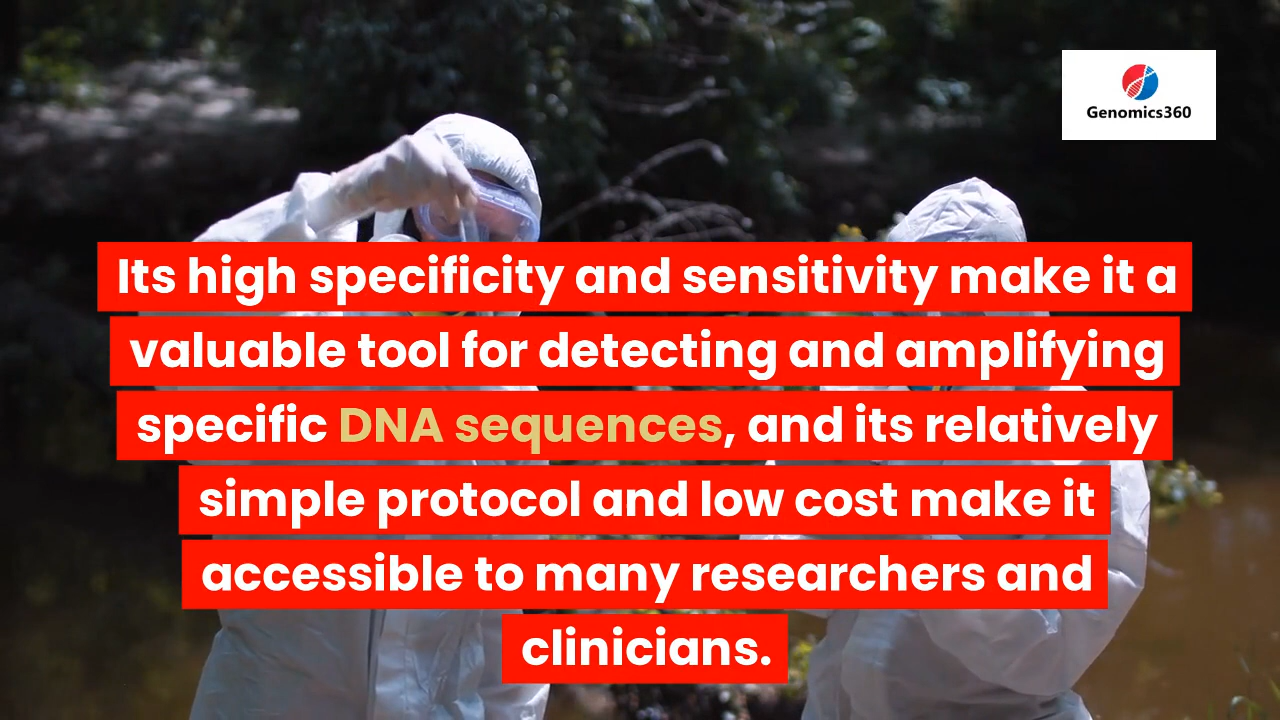 Genomics360
Its high specificity and sensitivity make it a
valuable tool for detecting and amplifying
specific DNA sequences, and its relatively
simple protocol and low cost make it
accessible to many researchers and
clinicians.